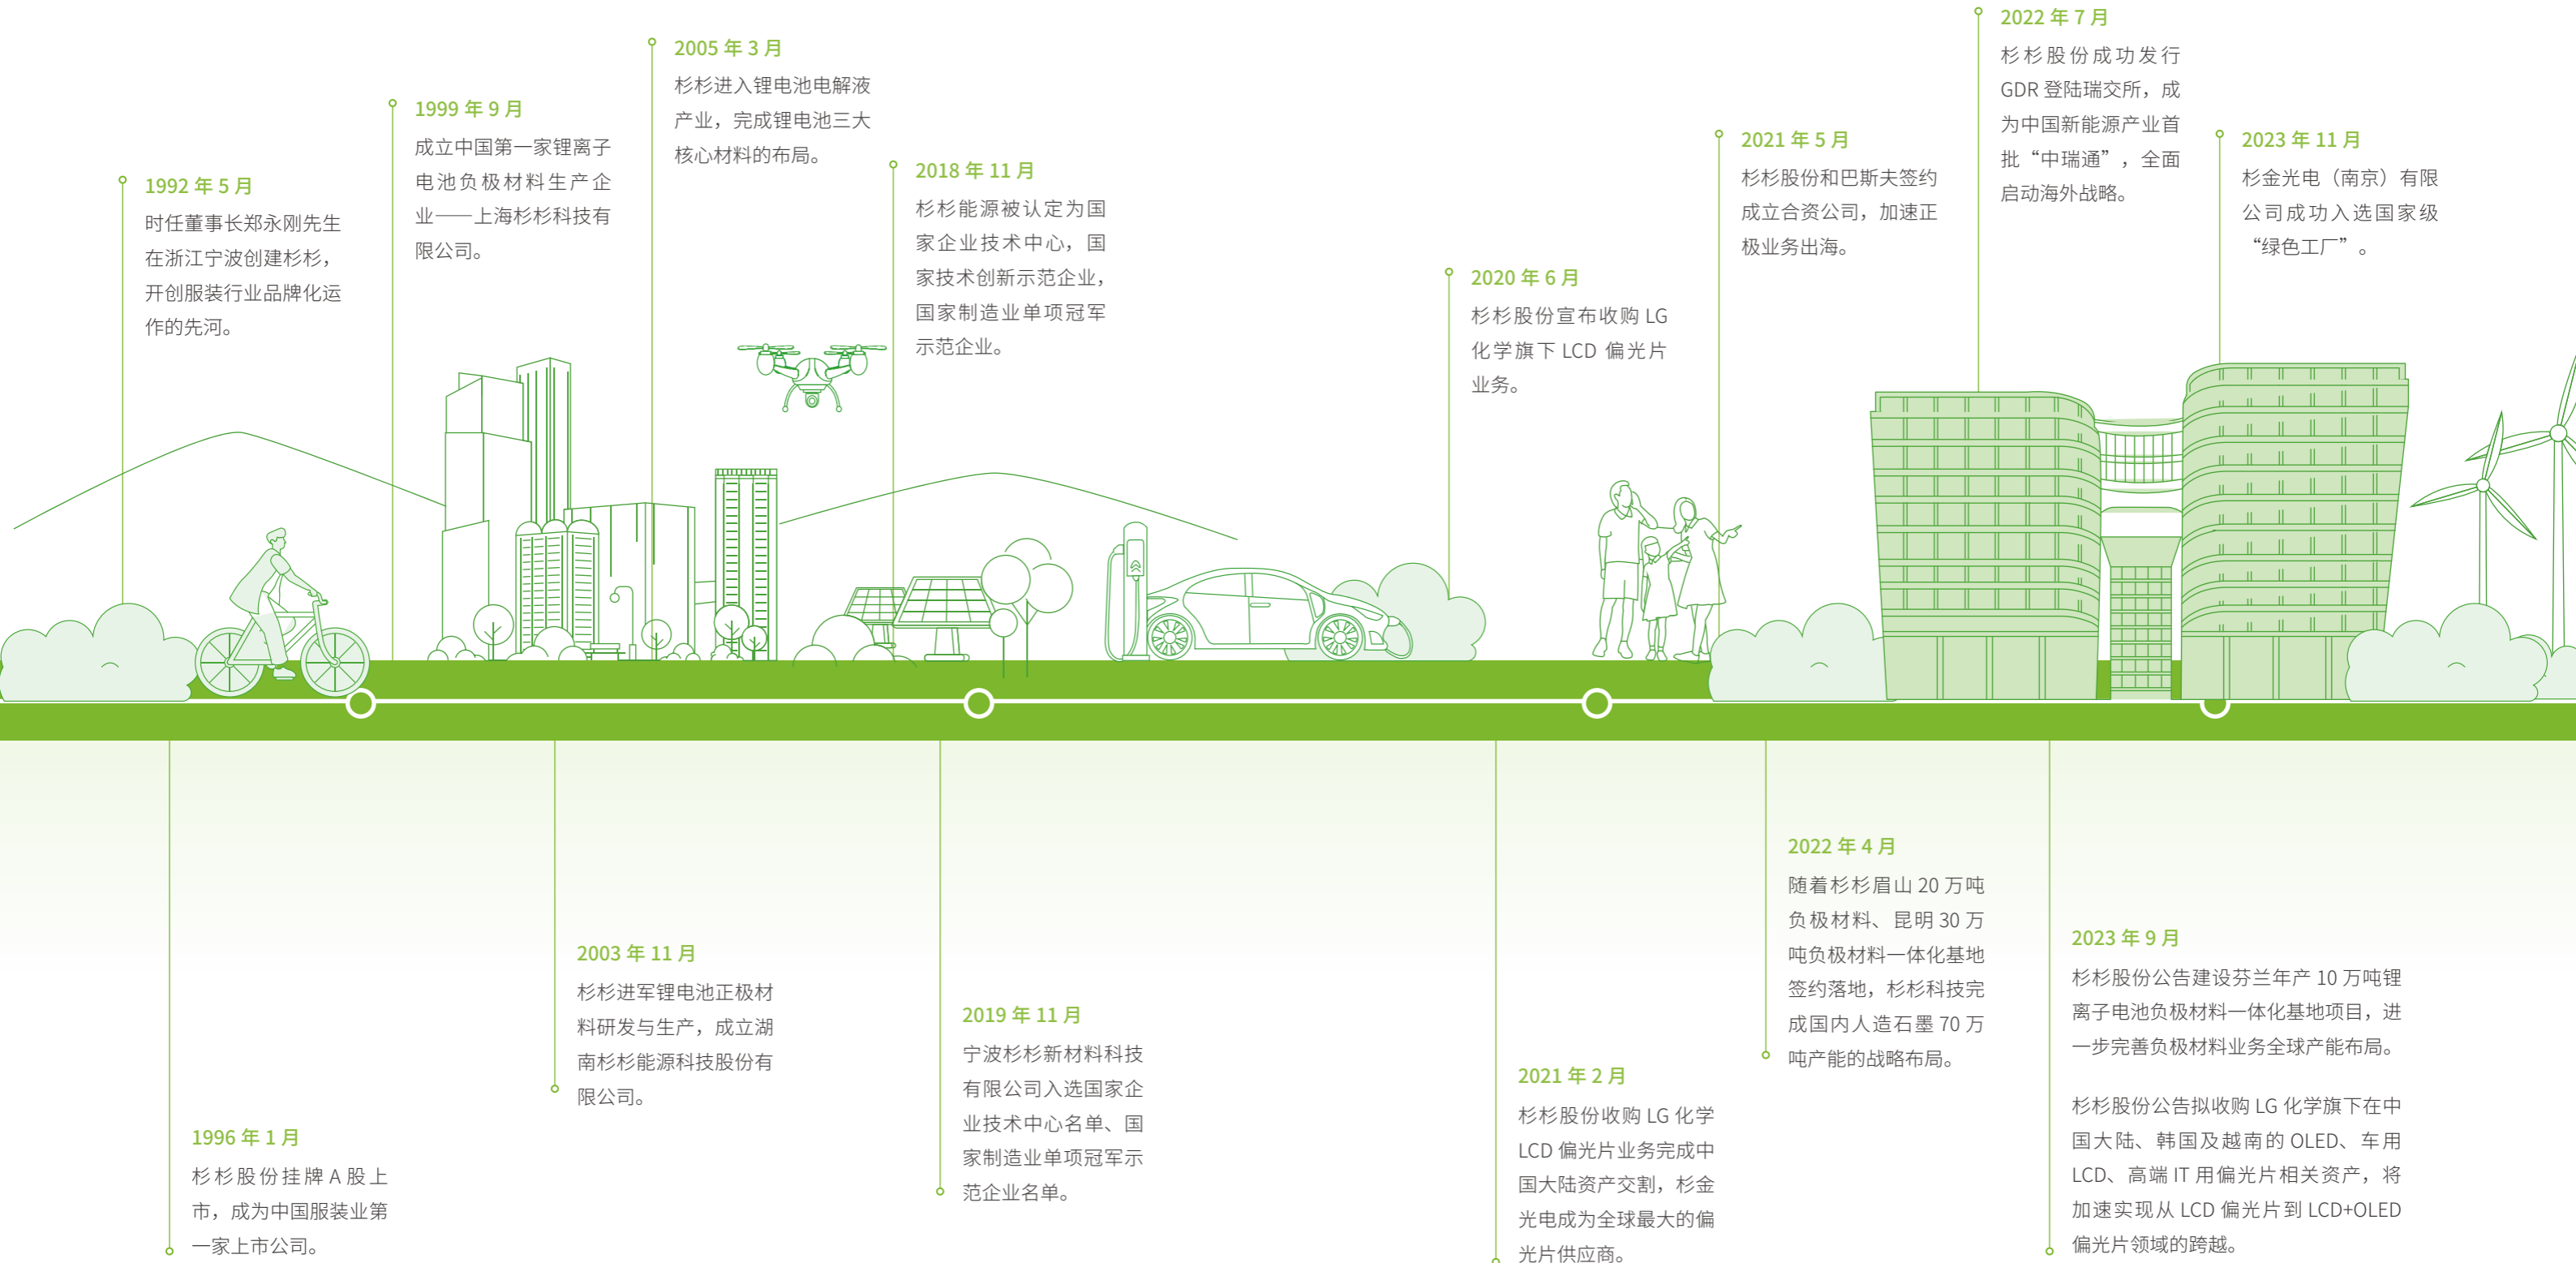 1992 年 5 月
时任董事长郑永刚先生
在浙江宁波创建杉杉，
开创服装行业品牌化运
作的先河。
1999 年 9 月
成立中国第一家锂离子
电池负极材料生产企
业——上海杉杉科技有
限公司。
2005 年 3 月
杉杉进入锂电池电解液
产业，完成锂电池三大
核心材料的布局。
2018 年 11 月
杉杉能源被认定为国
家企业技术中心，国
家技术创新示范企业，
国家制造业单项冠军
示范企业。
2020 年 6 月
杉杉股份宣布收购 LG
化学旗下 LCD 偏光片
业务。
2021 年 5 月
杉杉股份和巴斯夫签约
成立合资公司，加速正
极业务出海。
2022 年 7 月
杉杉股份成功发行
GDR 登陆瑞交所，成
为中国新能源产业首
批“中瑞通”，全面
启动海外战略。
2023 年 11 月
杉金光电（南京）有限
公司成功入选国家级
“绿色工厂”。
1996 年 1 月
杉杉股份挂牌 A 股上
市，成为中国服装业第
一家上市公司。
2003 年 11 月
杉杉进军锂电池正极材
料研发与生产，成立湖
南杉杉能源科技股份有
限公司。
2019 年 11 月
宁波杉杉新材料科技
有限公司入选国家企
业技术中心名单、国
家制造业单项冠军示
范企业名单。
2021 年 2 月
杉杉股份收购 LG 化学
LCD 偏光片业务完成中
国大陆资产交割，杉金
光电成为全球最大的偏
光片供应商。
2022 年 4 月
随着杉杉眉山 20 万吨
负极材料、昆明 30 万
吨负极材料一体化基地
签约落地，杉杉科技完
成国内人造石墨 70 万
吨产能的战略布局。
2023 年 9 月
杉杉股份公告建设芬兰年产 10 万吨锂
离子电池负极材料一体化基地项目，进
一步完善负极材料业务全球产能布局。
杉杉股份公告拟收购 LG 化学旗下在中
国大陆、韩国及越南的 OLED、车用
LCD、高端 IT 用偏光片相关资产，将
加速实现从 LCD 偏光片到 LCD+OLED
偏光片领域的跨越。